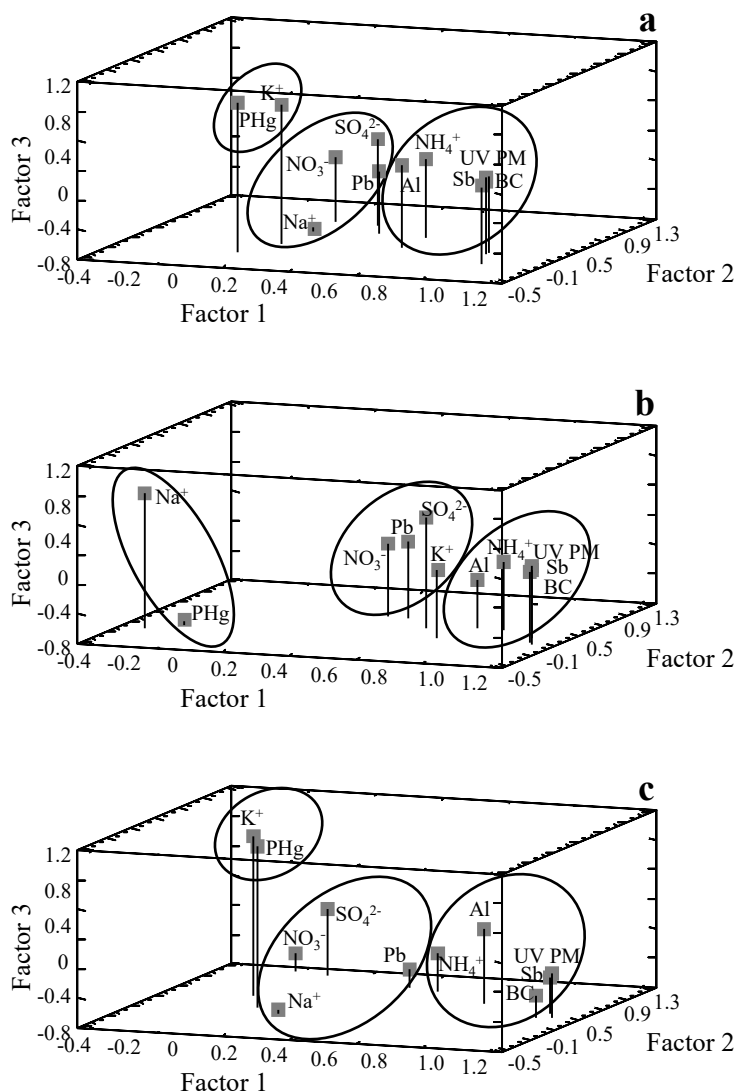 a
1.2
0.8
0.4
0
-0.4
-0.8
Factor 3
K⁺
PHg
SO₄²⁻
NO₃⁻
Pb
Na⁺
NH₄⁺
Al
UV PM
Sb
BC
-0.4 -0.2 0 0.2 0.4 0.6 0.8 1.0 1.2
Factor 1
-0.5 -0.1 0.5 0.9 1.3
Factor 2
b
1.2
0.8
0.4
0
-0.4
-0.8
Factor 3
Na⁺
PHg
SO₄²⁻
Pb
NO₃⁻
K⁺
NH₄⁺
Al
UV PM
Sb
BC
-0.4 -0.2 0 0.2 0.4 0.6 0.8 1.0 1.2
Factor 1
-0.5 -0.1 0.5 0.9 1.3
Factor 2
c
1.2
0.8
0.4
0
-0.4
-0.8
Factor 3
K⁺
PHg
SO₄²⁻
NO₃⁻
Pb
Na⁺
Al
NH₄⁺
UV PM
Sb
BC
-0.4 -0.2 0 0.2 0.4 0.6 0.8 1.0 1.2
Factor 1
-0.5 -0.1 0.5 0.9 1.3
Factor 2